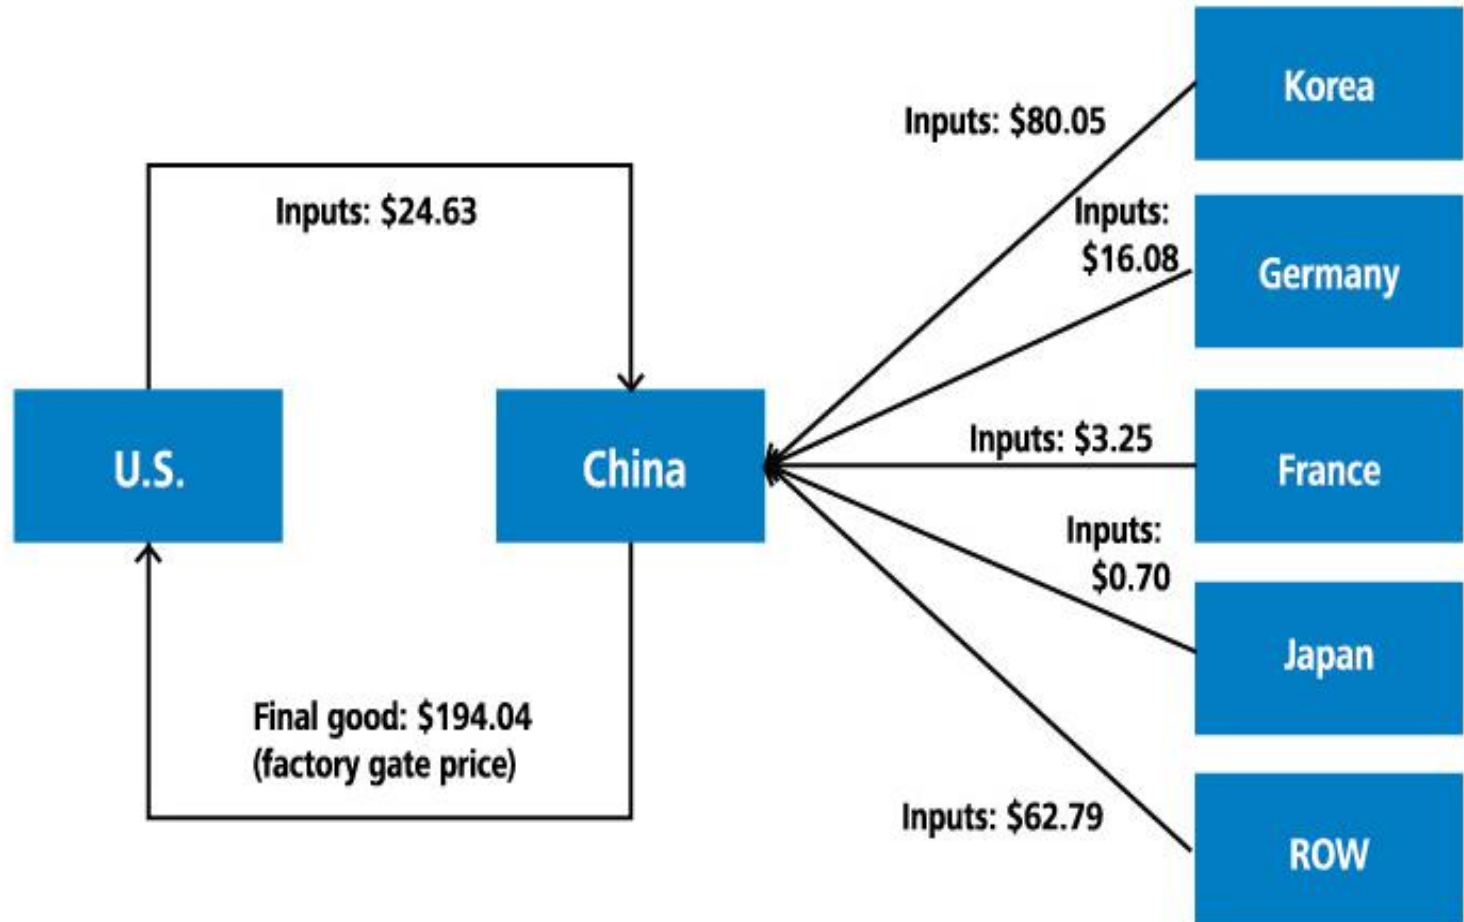 Korea
Inputs: $80.05
Inputs:
$16.08
Germany
Inputs: $24.63
U.S.
China
Inputs: $3.25
France
Inputs:
$0.70
Japan
Final good: $194.04
(factory gate price)
Inputs: $62.79
ROW